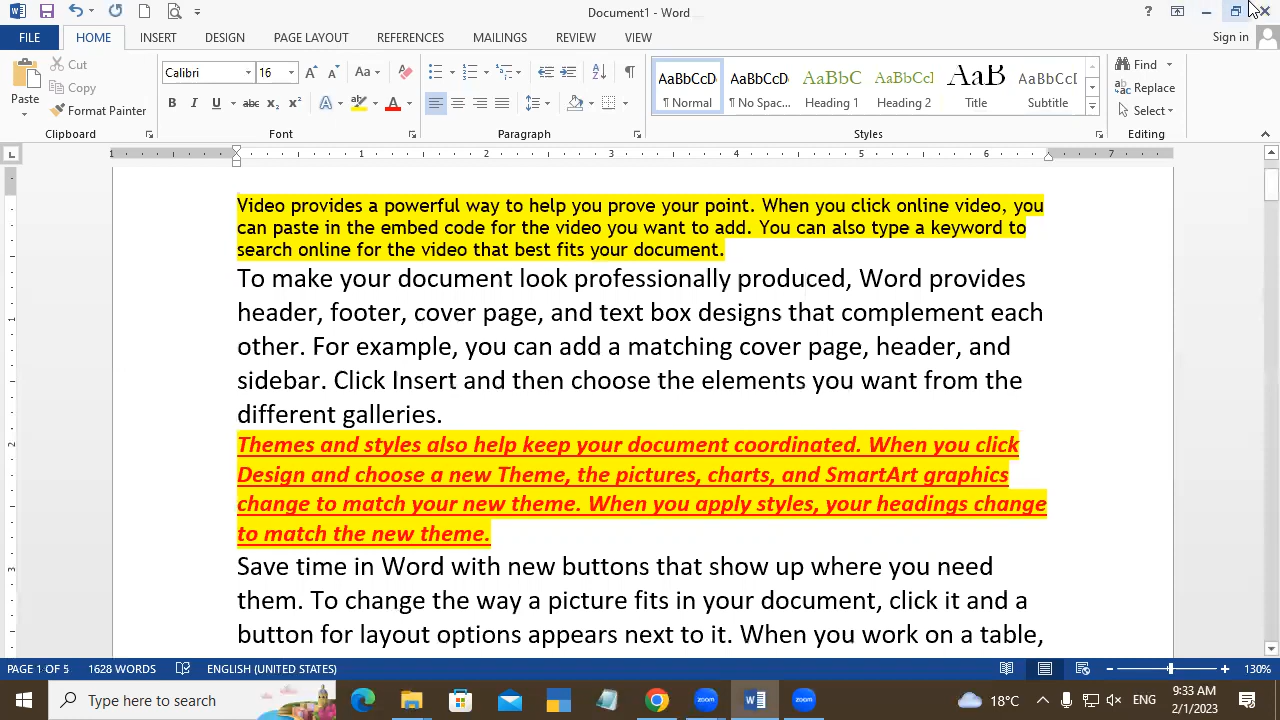 Document1 - Word
FILE HOME INSERT DESIGN PAGE LAYOUT REFERENCES MAILINGS REVIEW VIEW Sign in
Paste
Cut
Copy
Format Painter
Clipboard
Calibri 16
Font
Paragraph
AaBbCcD AaBbCcD AaBbC AaBbCcI AaB AaBbCcI
¶ Normal ¶ No Spac... Heading 1 Heading 2 Title Subtitle
Styles
Find
Replace
Select
Editing
1 1 2 3 4 5 6 7
Video provides a powerful way to help you prove your point. When you click online video, you
can paste in the embed code for the video you want to add. You can also type a keyword to
search online for the video that best fits your document.
To make your document look professionally produced, Word provides
header, footer, cover page, and text box designs that complement each
other. For example, you can add a matching cover page, header, and
sidebar. Click Insert and then choose the elements you want from the
different galleries.
Themes and styles also help keep your document coordinated. When you click
Design and choose a new Theme, the pictures, charts, and SmartArt graphics
change to match your new theme. When you apply styles, your headings change
to match the new theme.
Save time in Word with new buttons that show up where you need
them. To change the way a picture fits in your document, click it and a
button for layout options appears next to it. When you work on a table,
PAGE 1 OF 5 1628 WORDS ENGLISH (UNITED STATES) 130%
Type here to search
zoom
zoom
18°C ENG
9:33 AM
2/1/2023